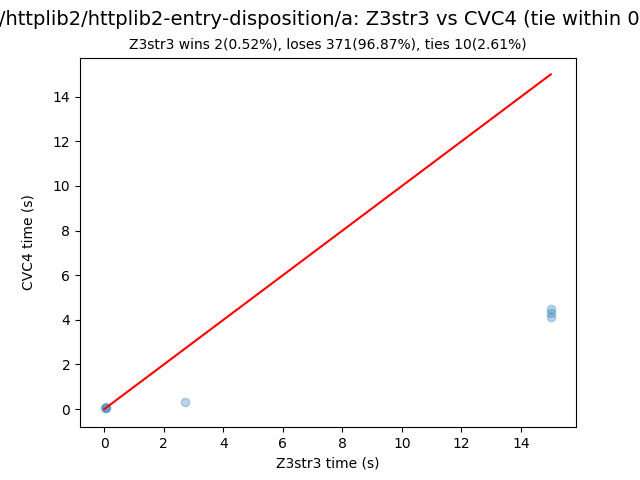 /httplib2/httplib2-entry-disposition/a: Z3str3 vs CVC4 (tie within 0
Z3str3 wins 2(0.52%), loses 371(96.87%), ties 10(2.61%)
14
12
10
8
6
4
2
0
CVC4 time (s)
0 2 4 6 8 10 12 14
Z3str3 time (s)